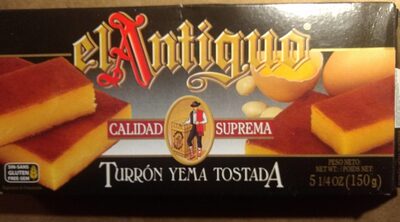 el Antiguo
CALIDAD SUPREMA
TURRÓN YEMA TOSTADA
SIN-SANS
GLUTEN
FREE-SEM
PESO NETO:
NET WT.: / POIDS NET:
5 1/4 OZ (150g)